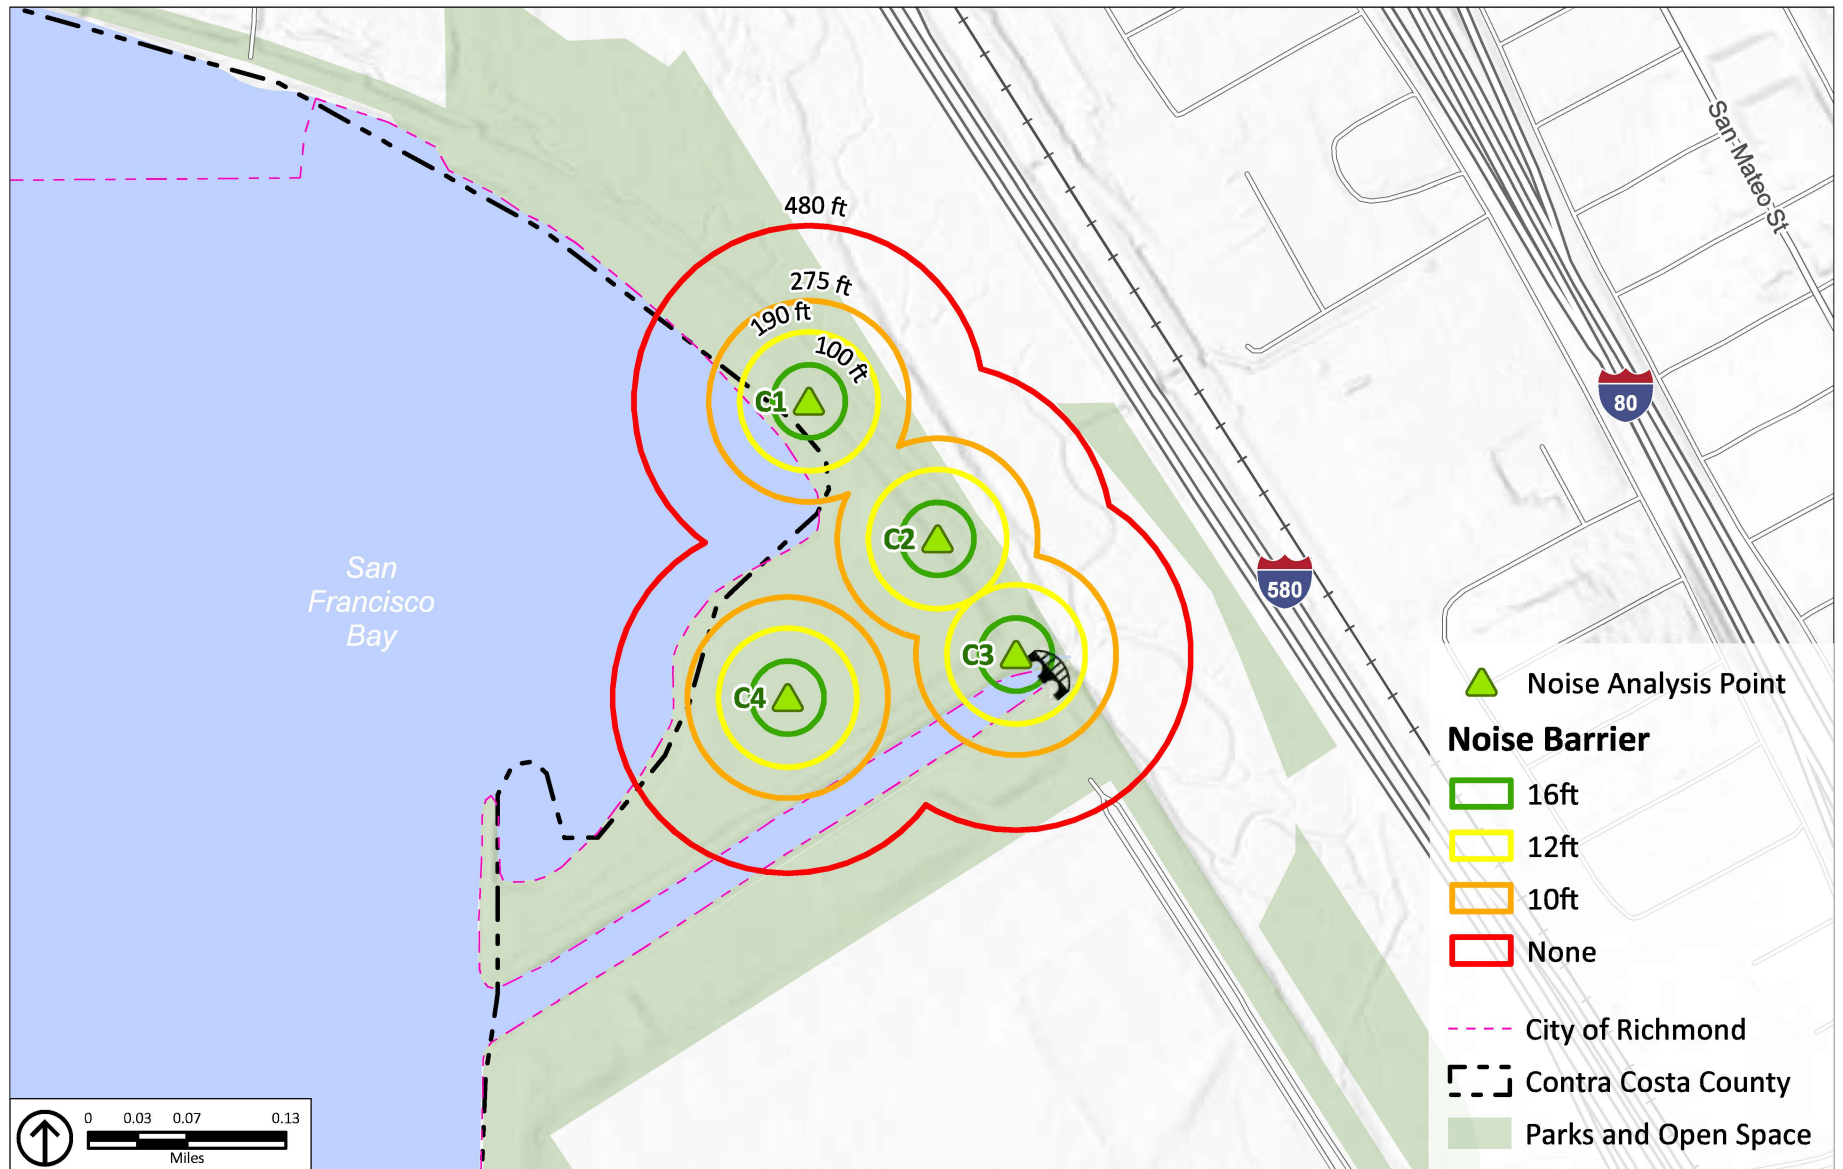 San Mateo St
480 ft
275 ft
190 ft
100 ft
C1
80
C2
580
San
Francisco
Bay
C3
C4
Noise Analysis Point
Noise Barrier
16ft
12ft
10ft
None
City of Richmond
Contra Costa County
Parks and Open Space
0 0.03 0.07 0.13
Miles